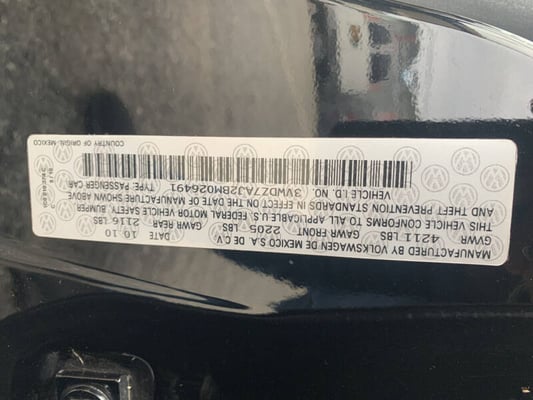 MANUFACTURED BY VOLKSWAGEN DE MEXICO S.A. DE C.V
GVWR GAWR FRONT GAWR REAR DATE
4211 LBS 2205 LBS 2116 LBS 10.10
THIS VEHICLE CONFORMS TO ALL APPLICABLE U.S. FEDERAL MOTOR VEHICLE SAFETY, BUMPER
AND THEFT PREVENTION STANDARDS IN EFFECT ON THE DATE OF MANUFACTURE SHOWN ABOVE
VEHICLE I.D. NO. TYPE: PASSENGER CAR
COUNTRY OF ORIGIN: MEXICO